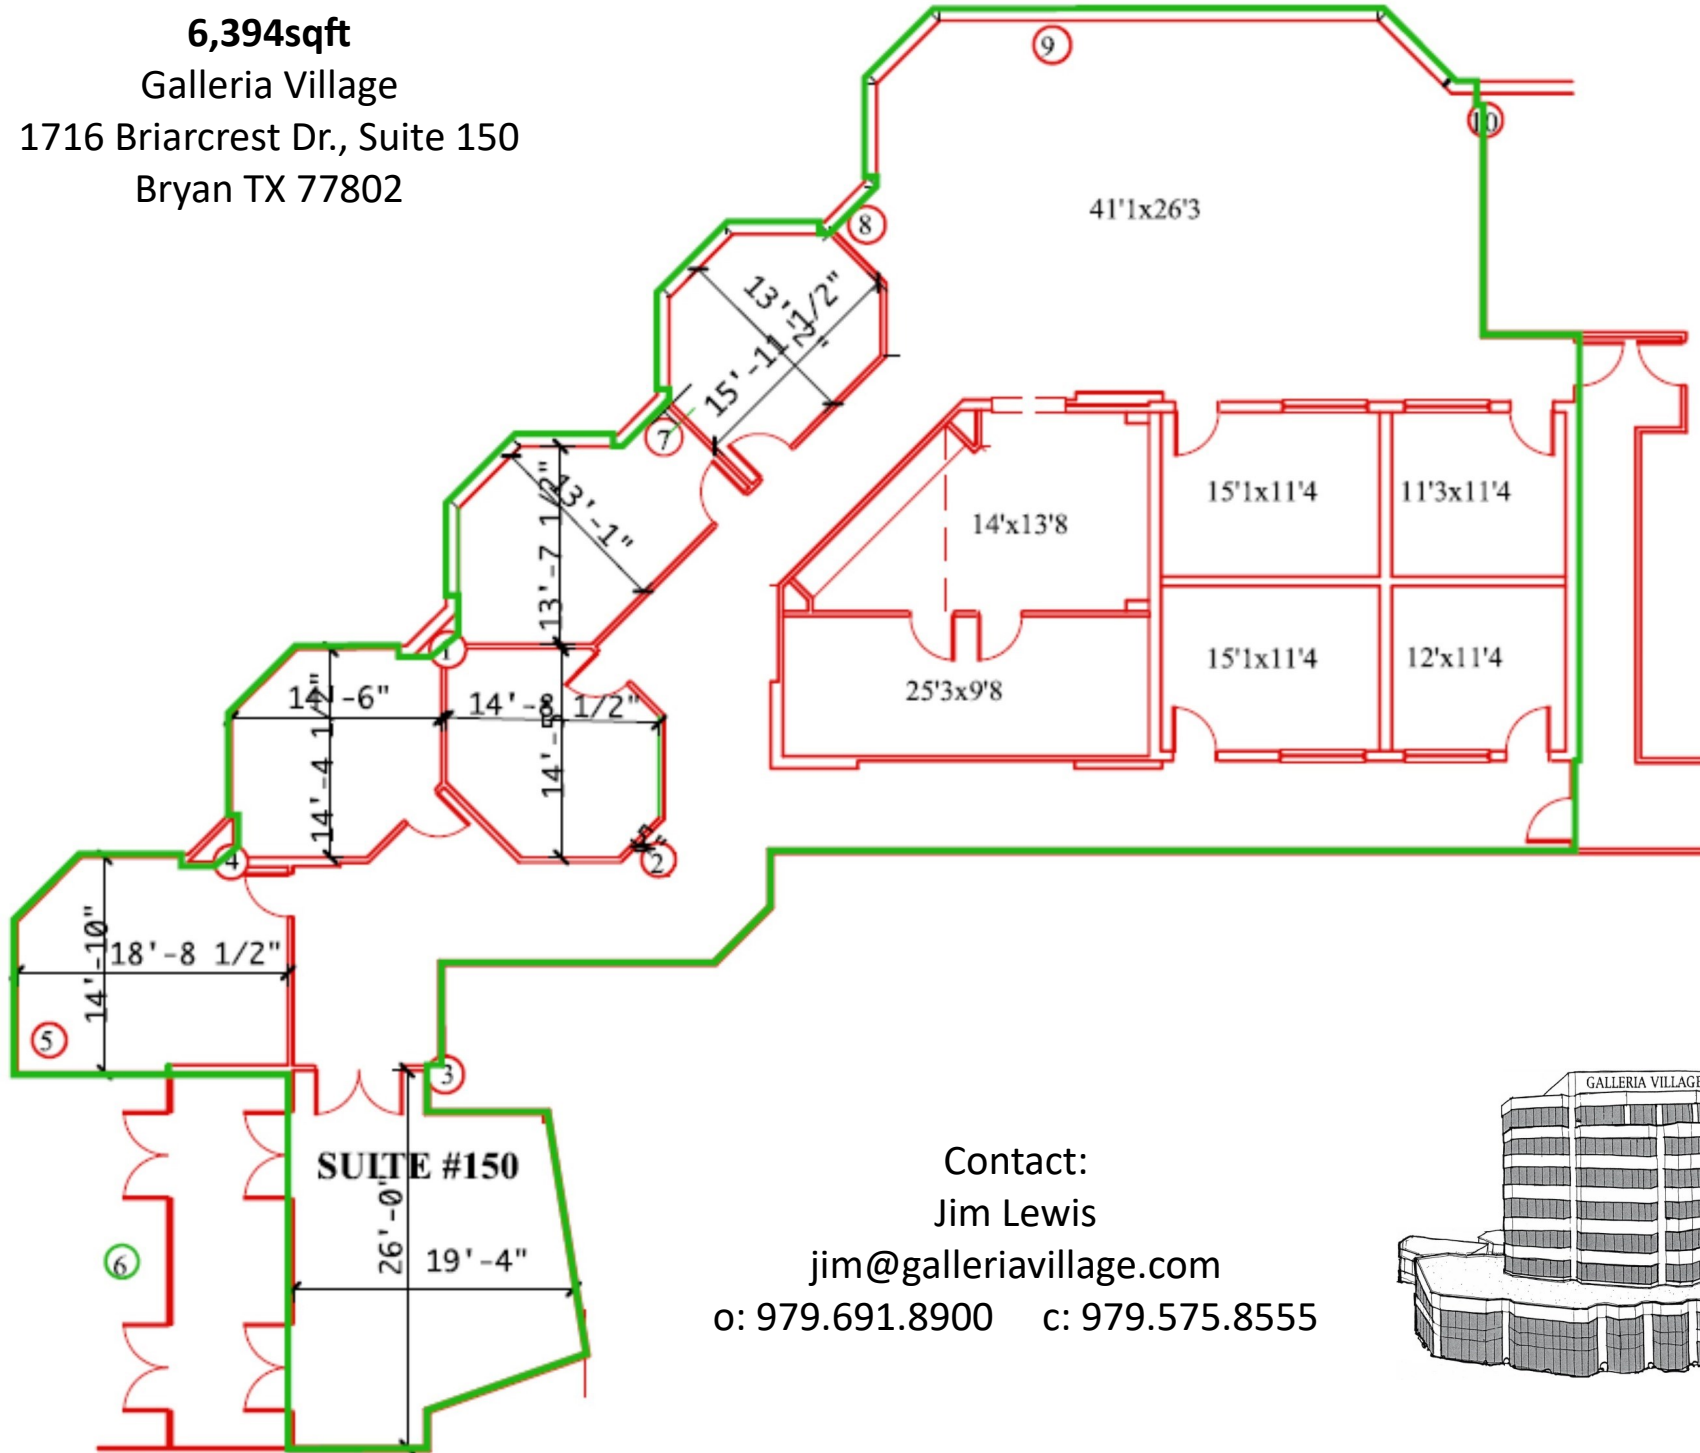 6,394sqft
Galleria Village
1716 Briarcrest Dr., Suite 150
Bryan TX 77802
9
10
41'1x26'3
8
13'-2"
15'-11 1/2"
7
13'-1"
13'-7 1/2"
14'x13'8
15'1x11'4
11'3x11'4
15'1x11'4
12'x11'4
25'3x9'8
1
14'-6"
14'-4 1/2"
14'-8 1/2"
2
4
18'-8 1/2"
14'-10"
5
3
SUITE #150
26'-0"
19'-4"
6
Contact:
Jim Lewis
jim@galleriavillage.com
o: 979.691.8900 c: 979.575.8555
GALLERIA VILLAGE